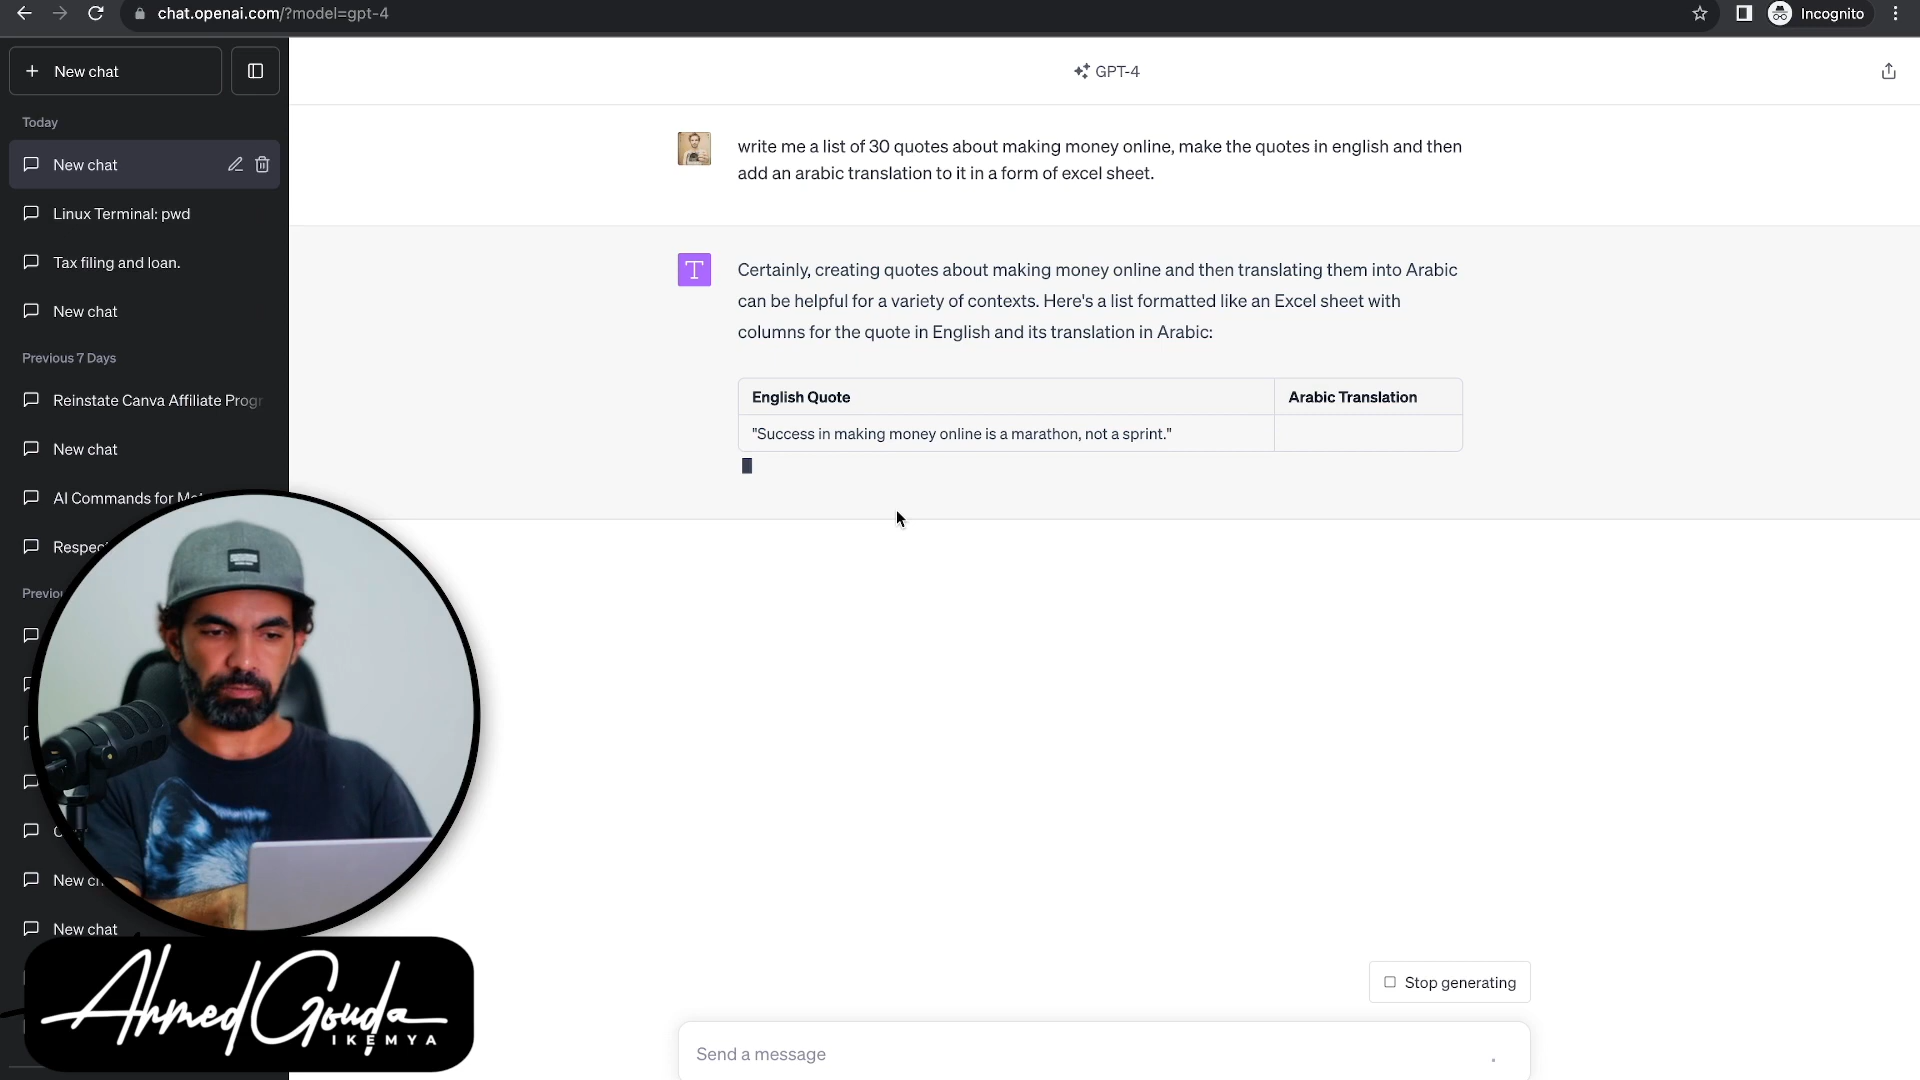 chat.openai.com/?model=gpt-4
Incognito
New chat
GPT-4
Today
New chat
Linux Terminal: pwd
Tax filing and loan.
New chat
Previous 7 Days
Reinstate Canva Affiliate Progr
New chat
AI Commands for
New chat
write me a list of 30 quotes about making money online, make the quotes in english and then
add an arabic translation to it in a form of excel sheet.
T
Certainly, creating quotes about making money online and then translating them into Arabic
can be helpful for a variety of contexts. Here's a list formatted like an Excel sheet with
columns for the quote in English and its translation in Arabic:
English Quote
Arabic Translation
"Success in making money online is a marathon, not a sprint."
Stop generating
Send a message
Ahmed Gouda
IKEMYA